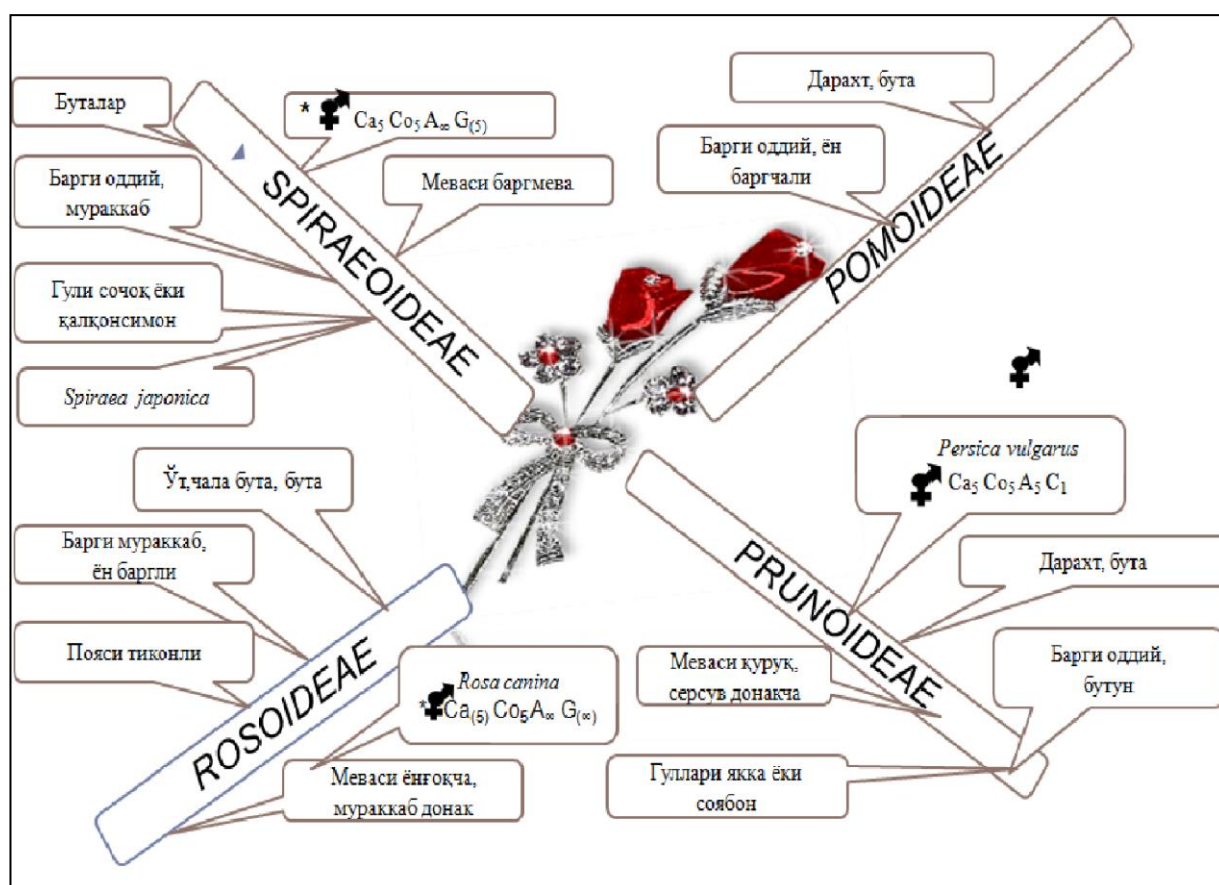 Буталар
* ⚥ Ca₅ Co₅ A∞ G₍₅₎
Барги оддий,
мураккаб
Меваси баргмева
Гули сочоқ ёки
қалқонсимон
Spiraea japonica
SPIRAEOIDEAE
Дарахт, бута
Барги оддий, ён
баргчали
POMOIDEAE
Ўт,чала бута, бута
Барги мураккаб,
ён баргли
Пояси тиконли
ROSOIDEAE
Rosa canina
*⚥Ca₍₅₎ Co₅A∞ G₍∞₎
Меваси ёнғоқча,
мураккаб донак
⚥
Persica vulgarus
⚥ Ca₅ Co₅ A₅ C₁
PRUNOIDEAE
Дарахт, бута
Меваси қуруқ,
серсув донакча
Барги оддий,
бутун
Гуллари якка ёки
соябон